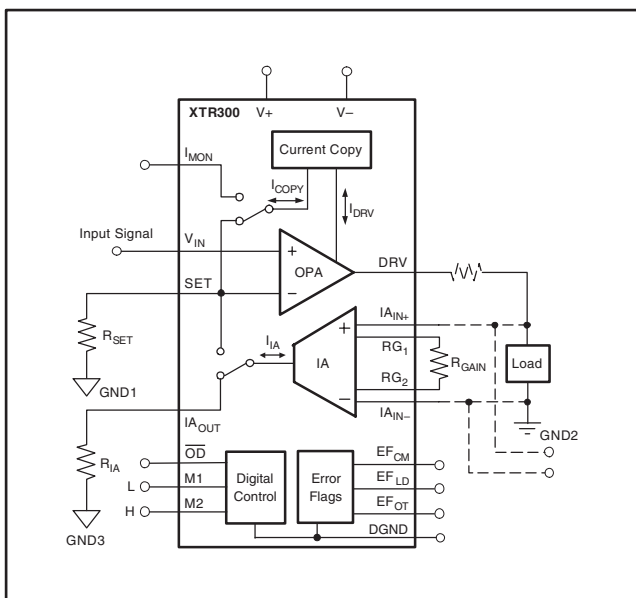 V+ V−
XTR300
Current Copy
I_MON
I_COPY
I_DRV
Input Signal
V_IN
+
OPA
DRV
SET
−
IA_IN+
R_SET
I_IA
+
RG_1
IA
R_GAIN
Load
GND1
RG_2
−
IA_OUT
IA_IN−
GND2
R_IA
O̅D̅
EF_CM
L M1
Digital Control
Error Flags
EF_LD
H M2
EF_OT
GND3
DGND